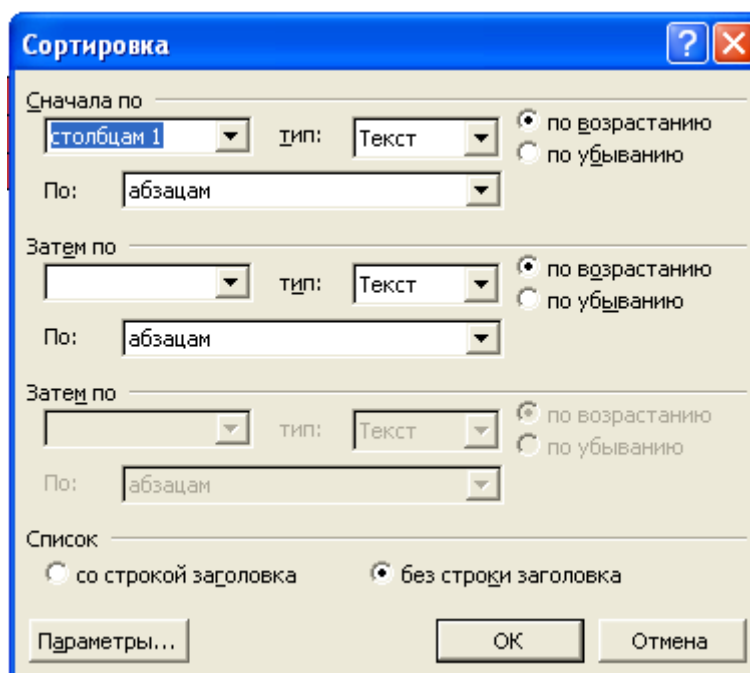 Сортировка
Сначала по
столбцам 1 тип: Текст по возрастанию
по убыванию
По: абзацам
Затем по
тип: Текст по возрастанию
по убыванию
По: абзацам
Затем по
тип: Текст по возрастанию
по убыванию
По: абзацам
Список
со строкой заголовка без строки заголовка
Параметры... ОК Отмена